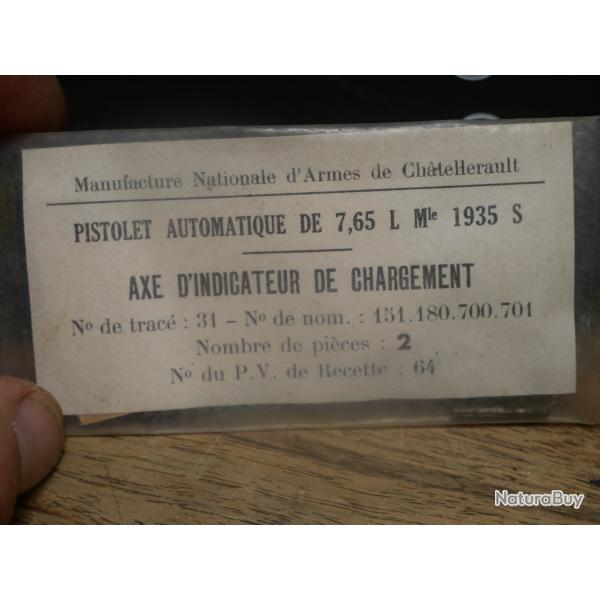 Manufacture Nationale d'Armes de Châtellerault
PISTOLET AUTOMATIQUE DE 7,65 L Mle 1935 S
AXE D'INDICATEUR DE CHARGEMENT
No de tracé : 31 – No de nom. : 151.180.700.701
Nombre de pièces : 2
No du P.V. de Recette : 64
NaturaBuy